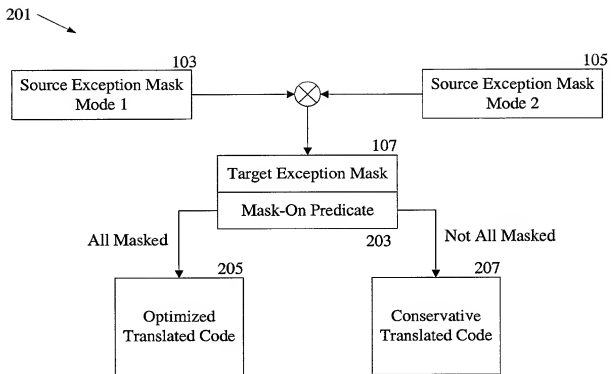 201
103
Source Exception Mask
Mode 1
105
Source Exception Mask
Mode 2
107
Target Exception Mask
Mask-On Predicate
203
All Masked
Not All Masked
205
Optimized
Translated Code
207
Conservative
Translated Code